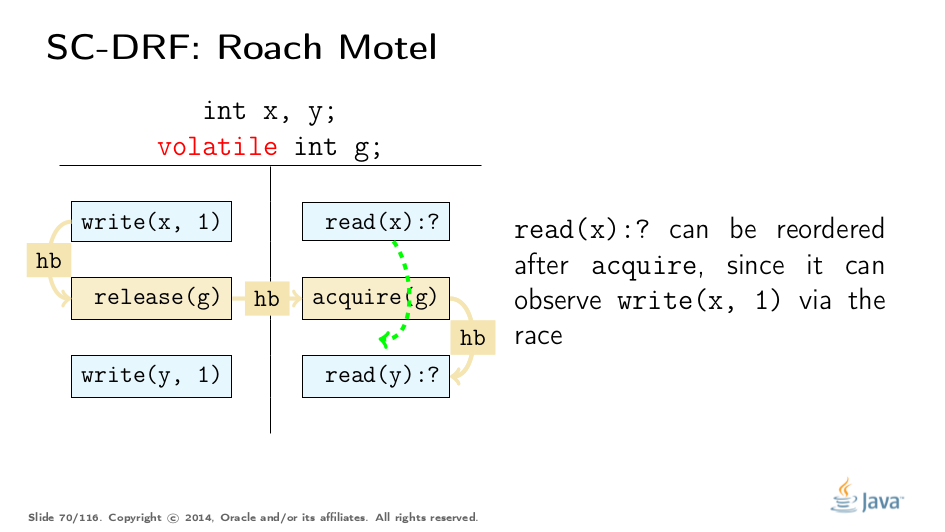 SC-DRF: Roach Motel
int x, y;
volatile int g;
write(x, 1)
read(x):?
hb
release(g)
hb
acquire(g)
hb
write(y, 1)
read(y):?
read(x):? can be reordered
after acquire, since it can
observe write(x, 1) via the
race
Java™
Slide 70/116. Copyright © 2014, Oracle and/or its affiliates. All rights reserved.